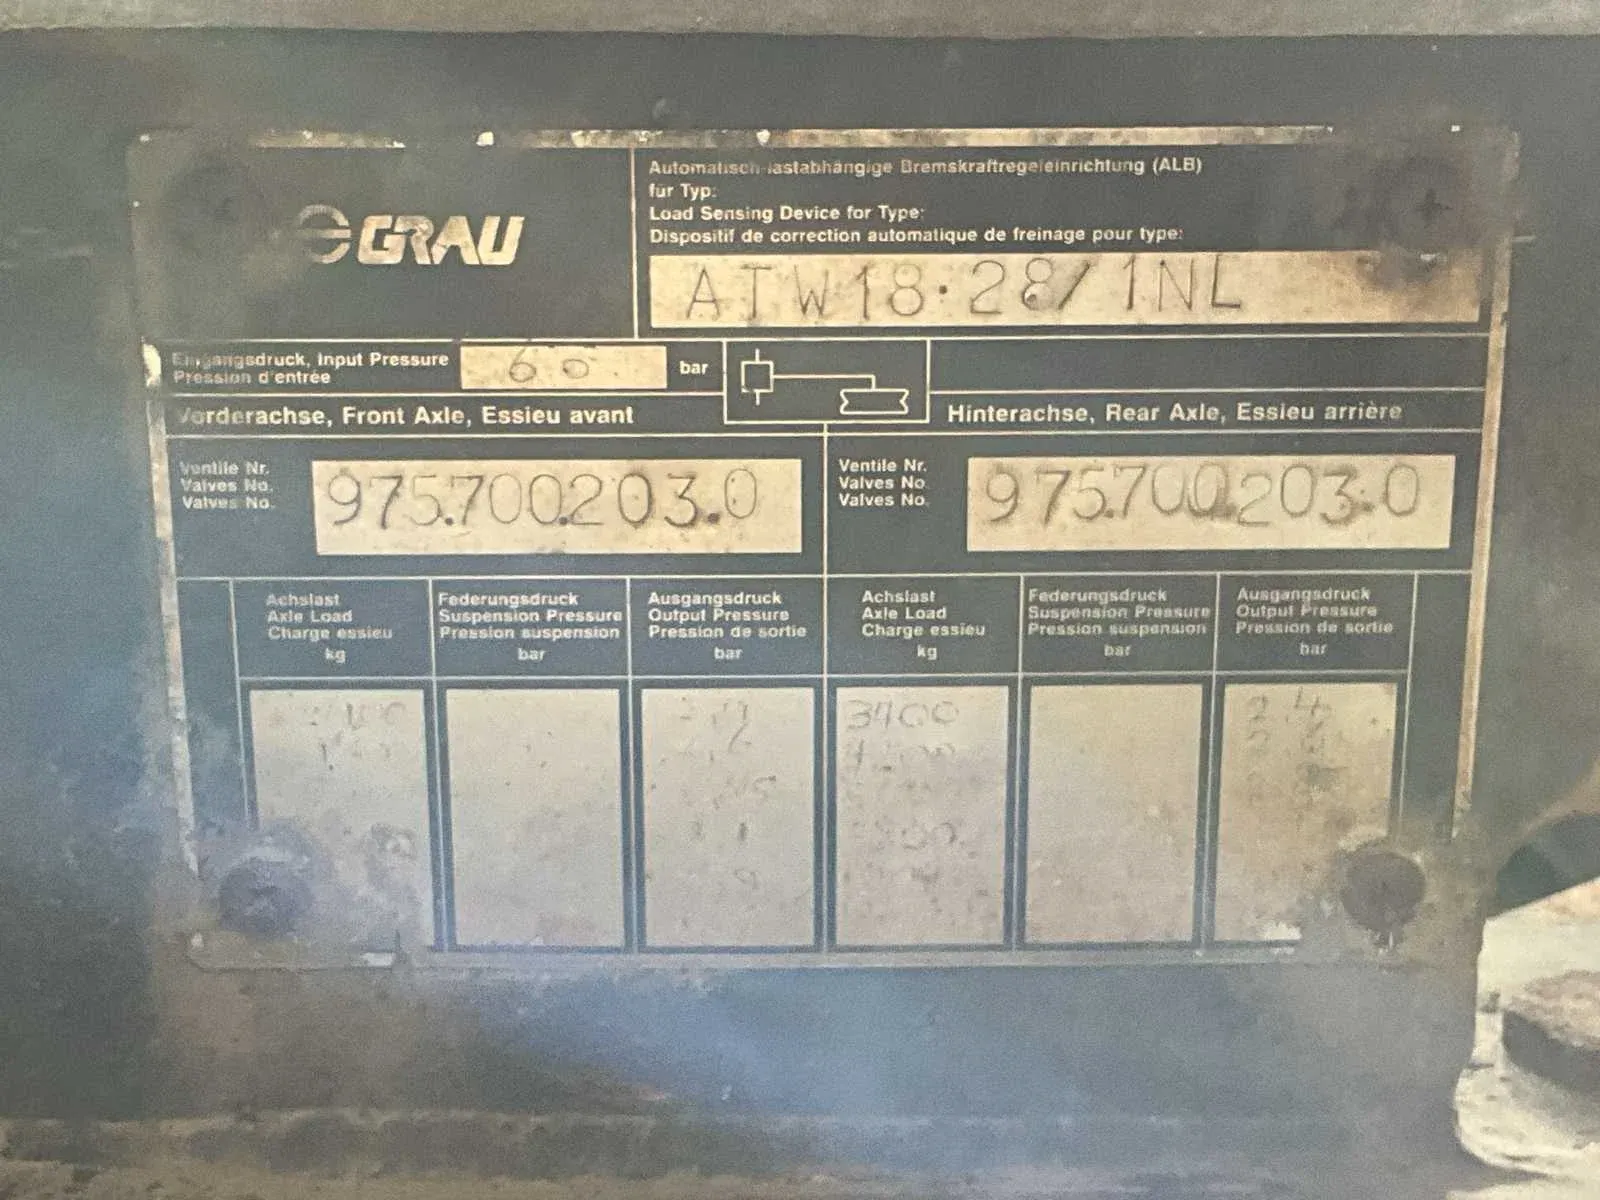 GRAU
Automatisch-lastabhängige Bremskraftregeleinrichtung (ALB)
für Typ:
Load Sensing Device for Type:
Dispositif de correction automatique de freinage pour type:
ATW18·28/1NL
Eingangsdruck, Input Pressure
Pression d'entrée
bar
Vorderachse, Front Axle, Essieu avant
Hinterachse, Rear Axle, Essieu arrière
Ventile Nr.
Valves No.
Valves No.
975.700.203.0
Ventile Nr.
Valves No.
Valves No.
975.700.203.0
Achslast
Axle Load
Charge essieu
kg
Federungsdruck
Suspension Pressure
Pression suspension
bar
Ausgangsdruck
Output Pressure
Pression de sortie
bar
Achslast
Axle Load
Charge essieu
kg
Federungsdruck
Suspension Pressure
Pression suspension
bar
Ausgangsdruck
Output Pressure
Pression de sortie
bar
3400